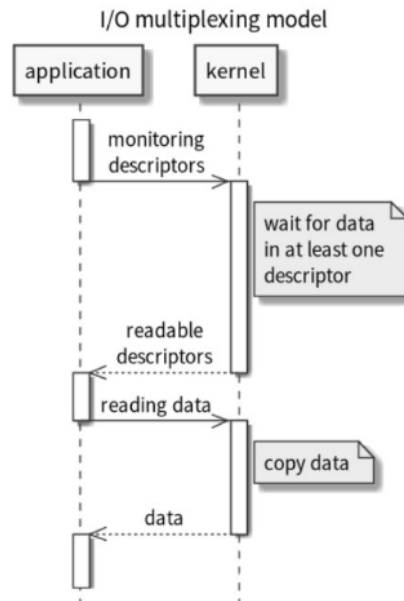 I/O multiplexing model
application
kernel
monitoring
descriptors
wait for data
in at least one
descriptor
readable
descriptors
reading data
copy data
data